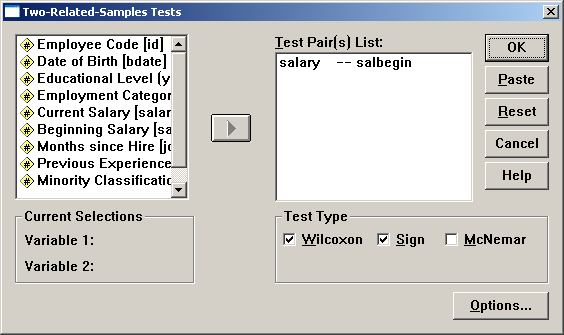 Two-Related-Samples Tests
Employee Code [id]
Date of Birth [bdate]
Educational Level (y
Employment Categor
Current Salary [salar
Beginning Salary [sa
Months since Hire [jo
Previous Experience
Minority Classificatio
Test Pair(s) List:
salary -- salbegin
OK
Paste
Reset
Cancel
Help
Current Selections
Variable 1:
Variable 2:
Test Type
Wilcoxon Sign McNemar
Options...